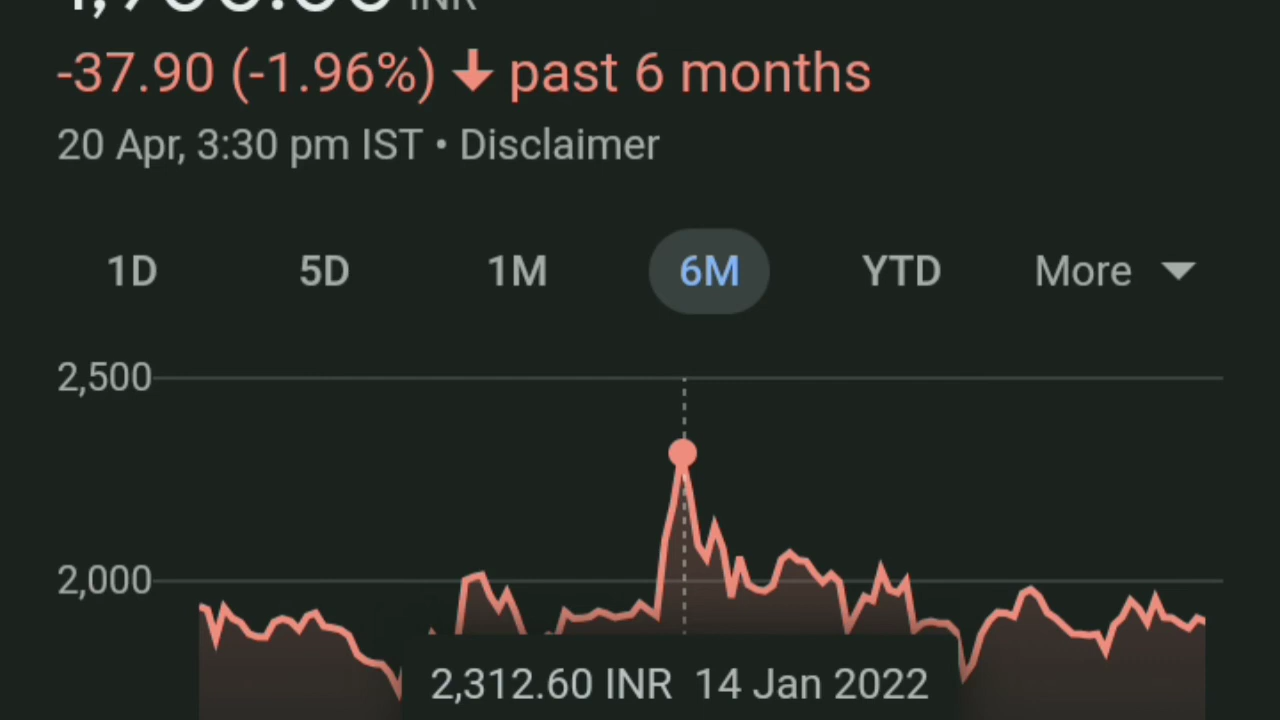 INR
-37.90 (-1.96%) ↓ past 6 months
20 Apr, 3:30 pm IST • Disclaimer
1D 5D 1M 6M YTD More
2,500
2,000
2,312.60 INR 14 Jan 2022